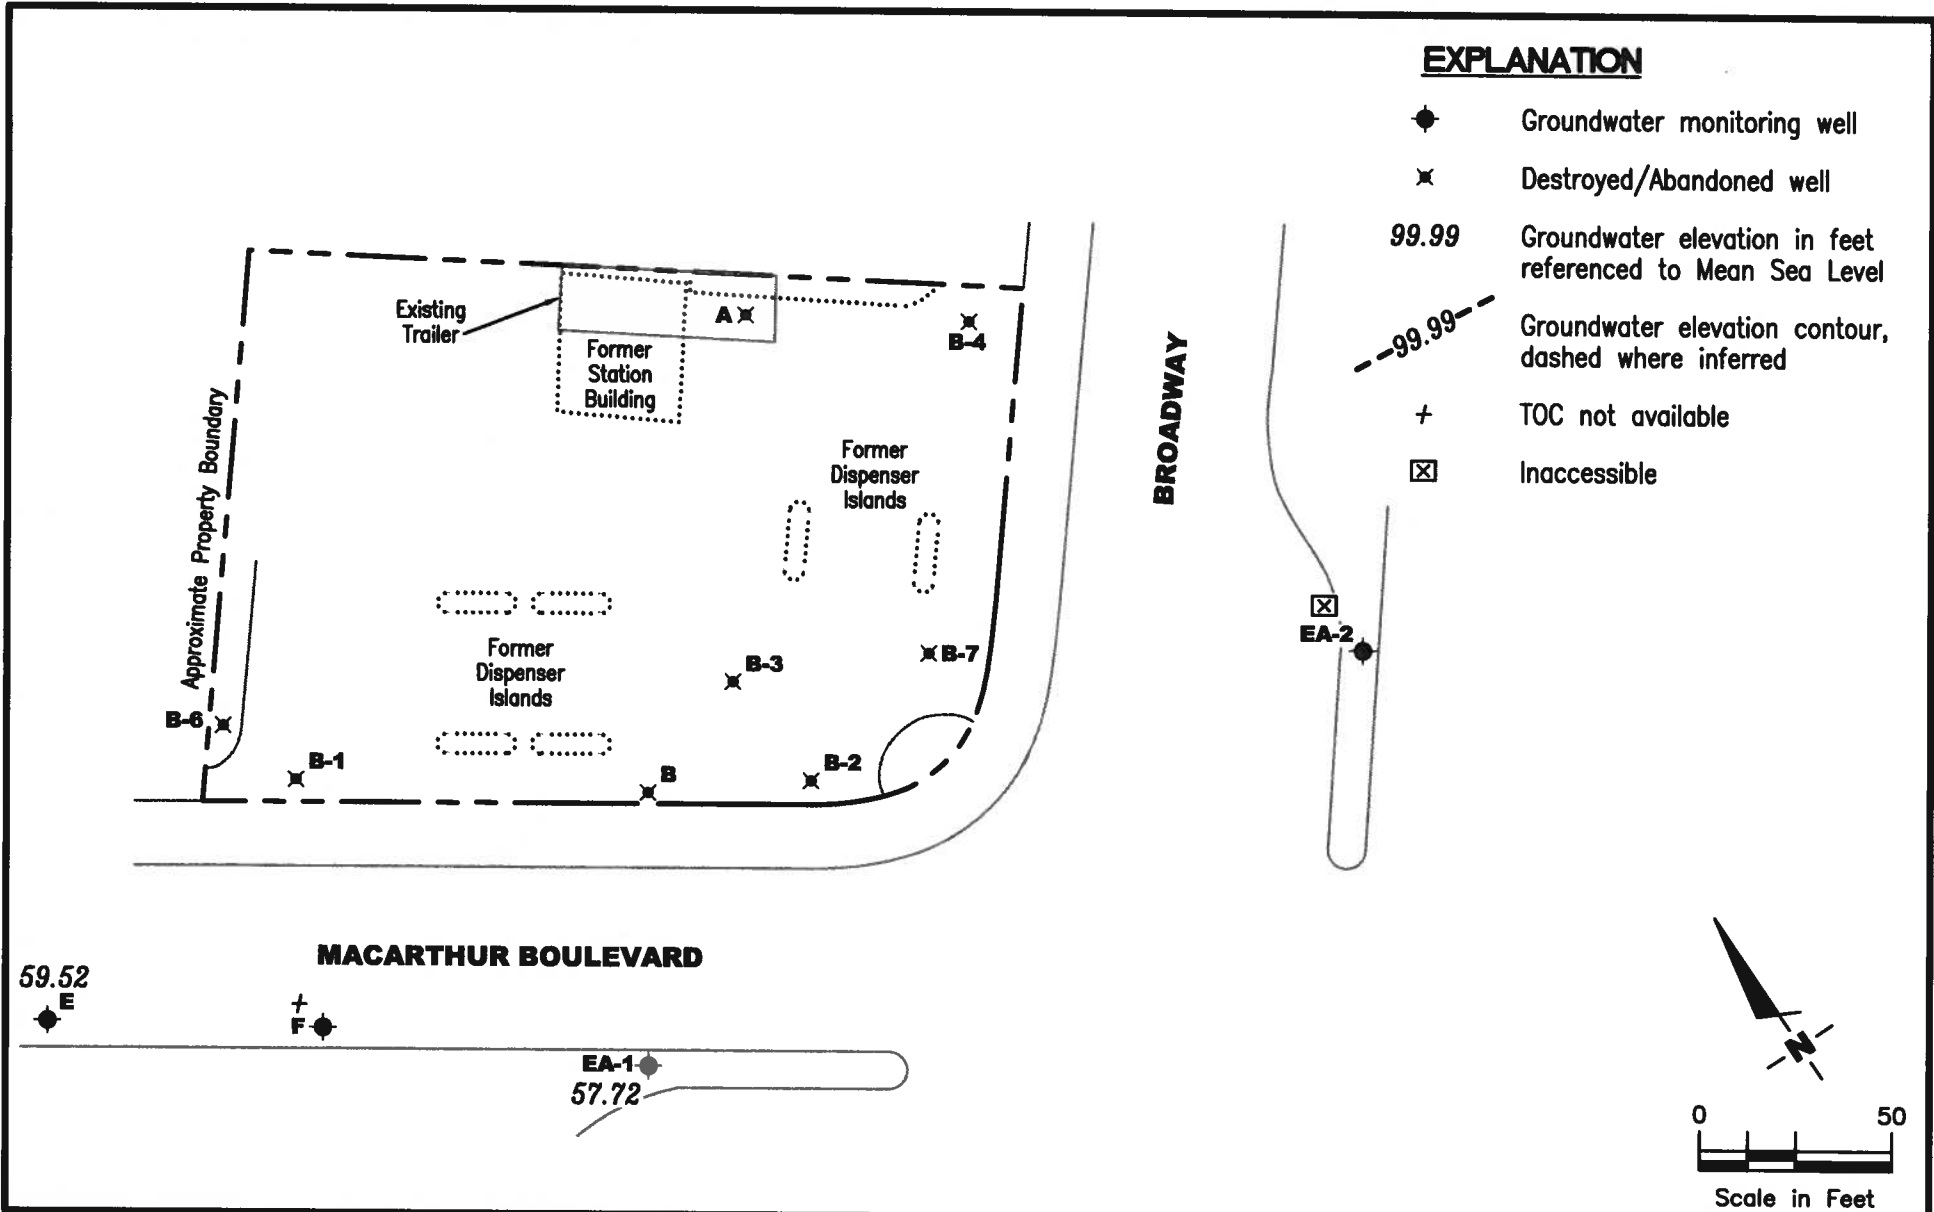 EXPLANATION
Groundwater monitoring well
Destroyed/Abandoned well
99.99
Groundwater elevation in feet
referenced to Mean Sea Level
99.99
Groundwater elevation contour,
dashed where inferred
+
TOC not available
Inaccessible
Existing
Trailer
A
B-4
Former
Station
Building
BROADWAY
Approximate Property Boundary
Former
Dispenser
Islands
EA-2
Former
Dispenser
Islands
B-3
B-7
B-6
B-1
B
B-2
MACARTHUR BOULEVARD
59.52
E
+
F
EA-1
57.72
N
0 50
Scale in Feet